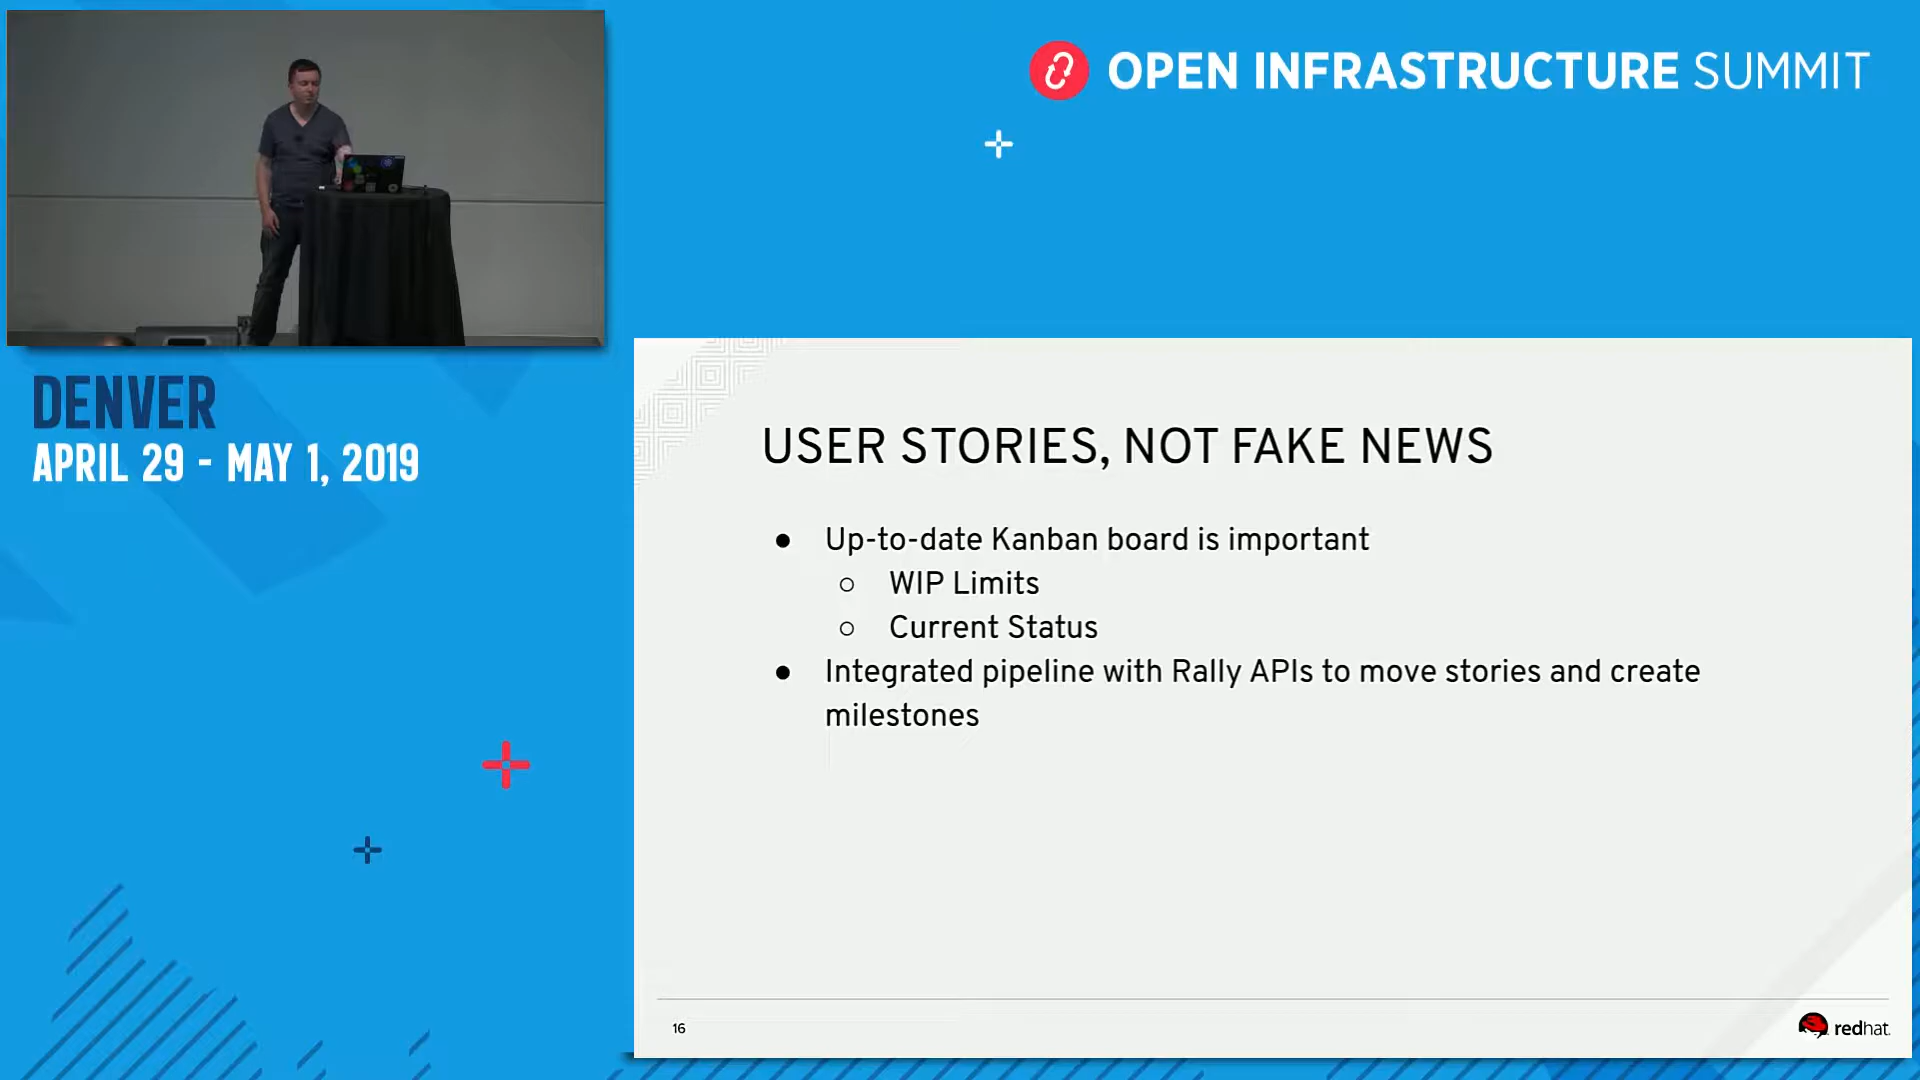 OPEN INFRASTRUCTURE SUMMIT
DENVER
APRIL 29 - MAY 1, 2019
USER STORIES, NOT FAKE NEWS
● Up-to-date Kanban board is important
○ WIP Limits
○ Current Status
● Integrated pipeline with Rally APIs to move stories and create
milestones
16
redhat.